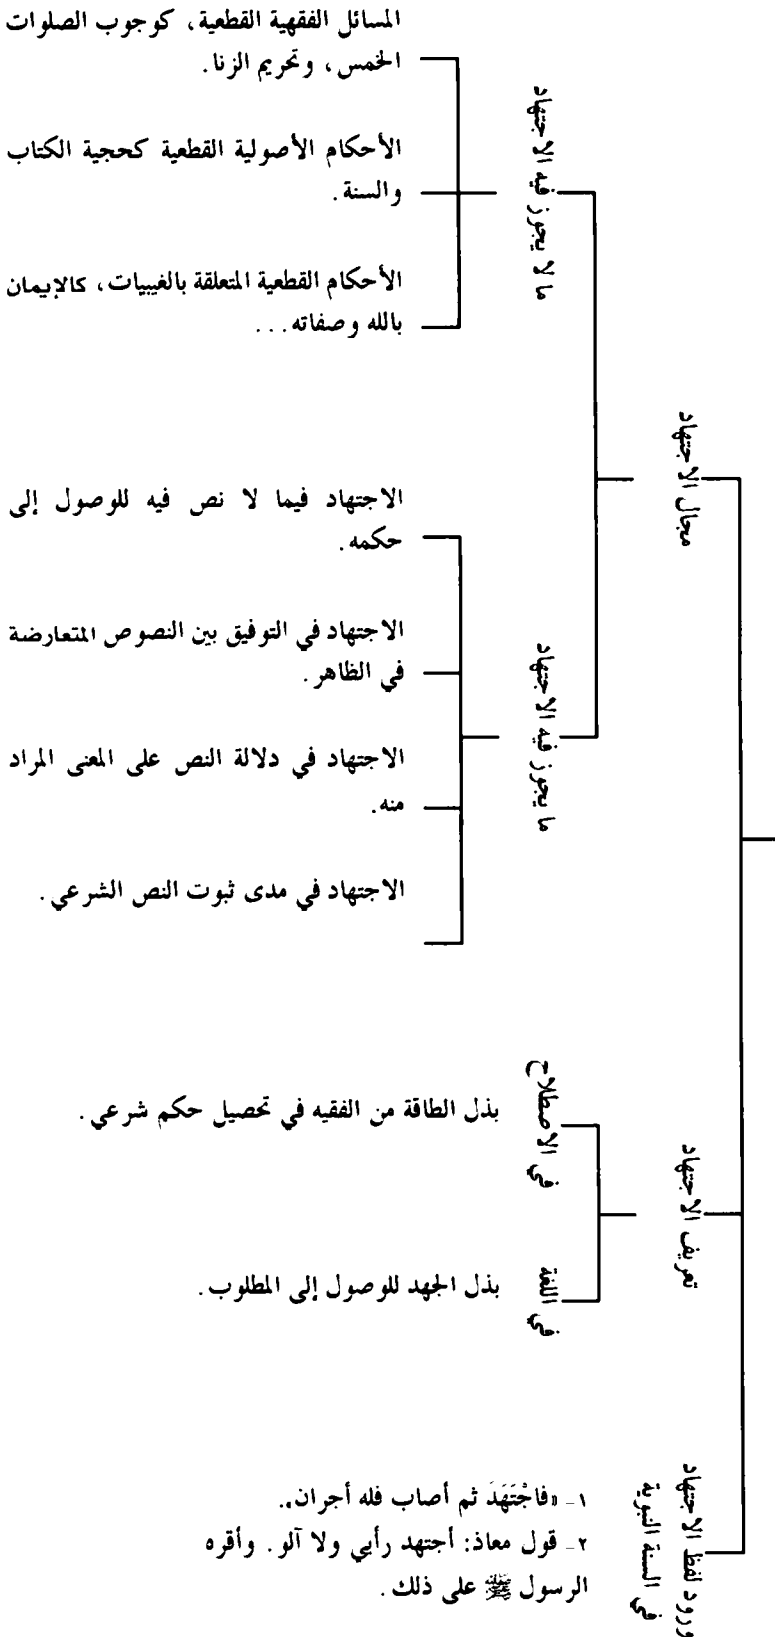 المسائل الفقهية القطعية، كوجوب الصلوات
الخمس، وتحريم الزنا.
ما لا يجوز فيه الاجتهاد
الأحكام الأصولية القطعية كحجية الكتاب
والسنة.
الأحكام القطعية المتعلقة بالغيبيات، كالإيمان
بالله وصفاته...
مجال الاجتهاد
الاجتهاد فيما لا نص فيه للوصول إلى
حكمه.
ما يجوز فيه الاجتهاد
الاجتهاد في التوفيق بين النصوص المتعارضة
في الظاهر.
الاجتهاد في دلالة النص على المعنى المراد
منه.
الاجتهاد في مدى ثبوت النص الشرعي.
تعريف الاجتهاد
في الاصطلاح
بذل الطاقة من الفقيه في تحصيل حكم شرعي.
في اللغة
بذل الجهد للوصول إلى المطلوب.
ورود لفظ الاجتهاد
في السنة النبوية
١- «فاجْتَهَدَ ثم أصاب فله أجران».
٢- قول معاذ: أجتهد رأيي ولا آلو. وأقره
الرسول ﷺ على ذلك.